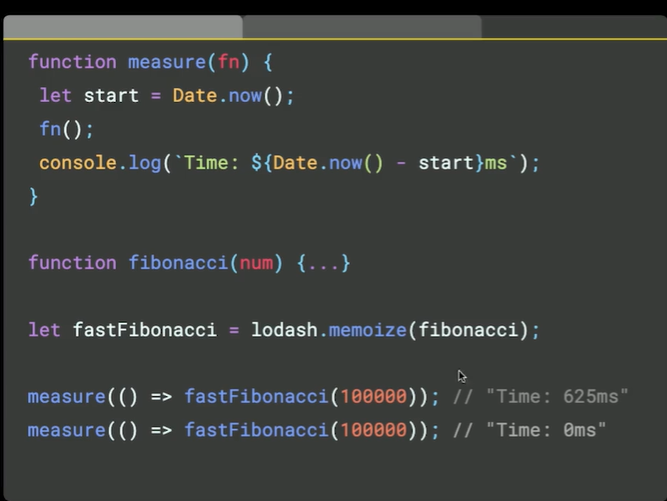 function measure(fn) {
let start = Date.now();
fn();
console.log(`Time: ${Date.now() - start}ms`);
}
function fibonacci(num) {...}
let fastFibonacci = lodash.memoize(fibonacci);
measure(() => fastFibonacci(100000)); // "Time: 625ms"
measure(() => fastFibonacci(100000)); // "Time: 0ms"